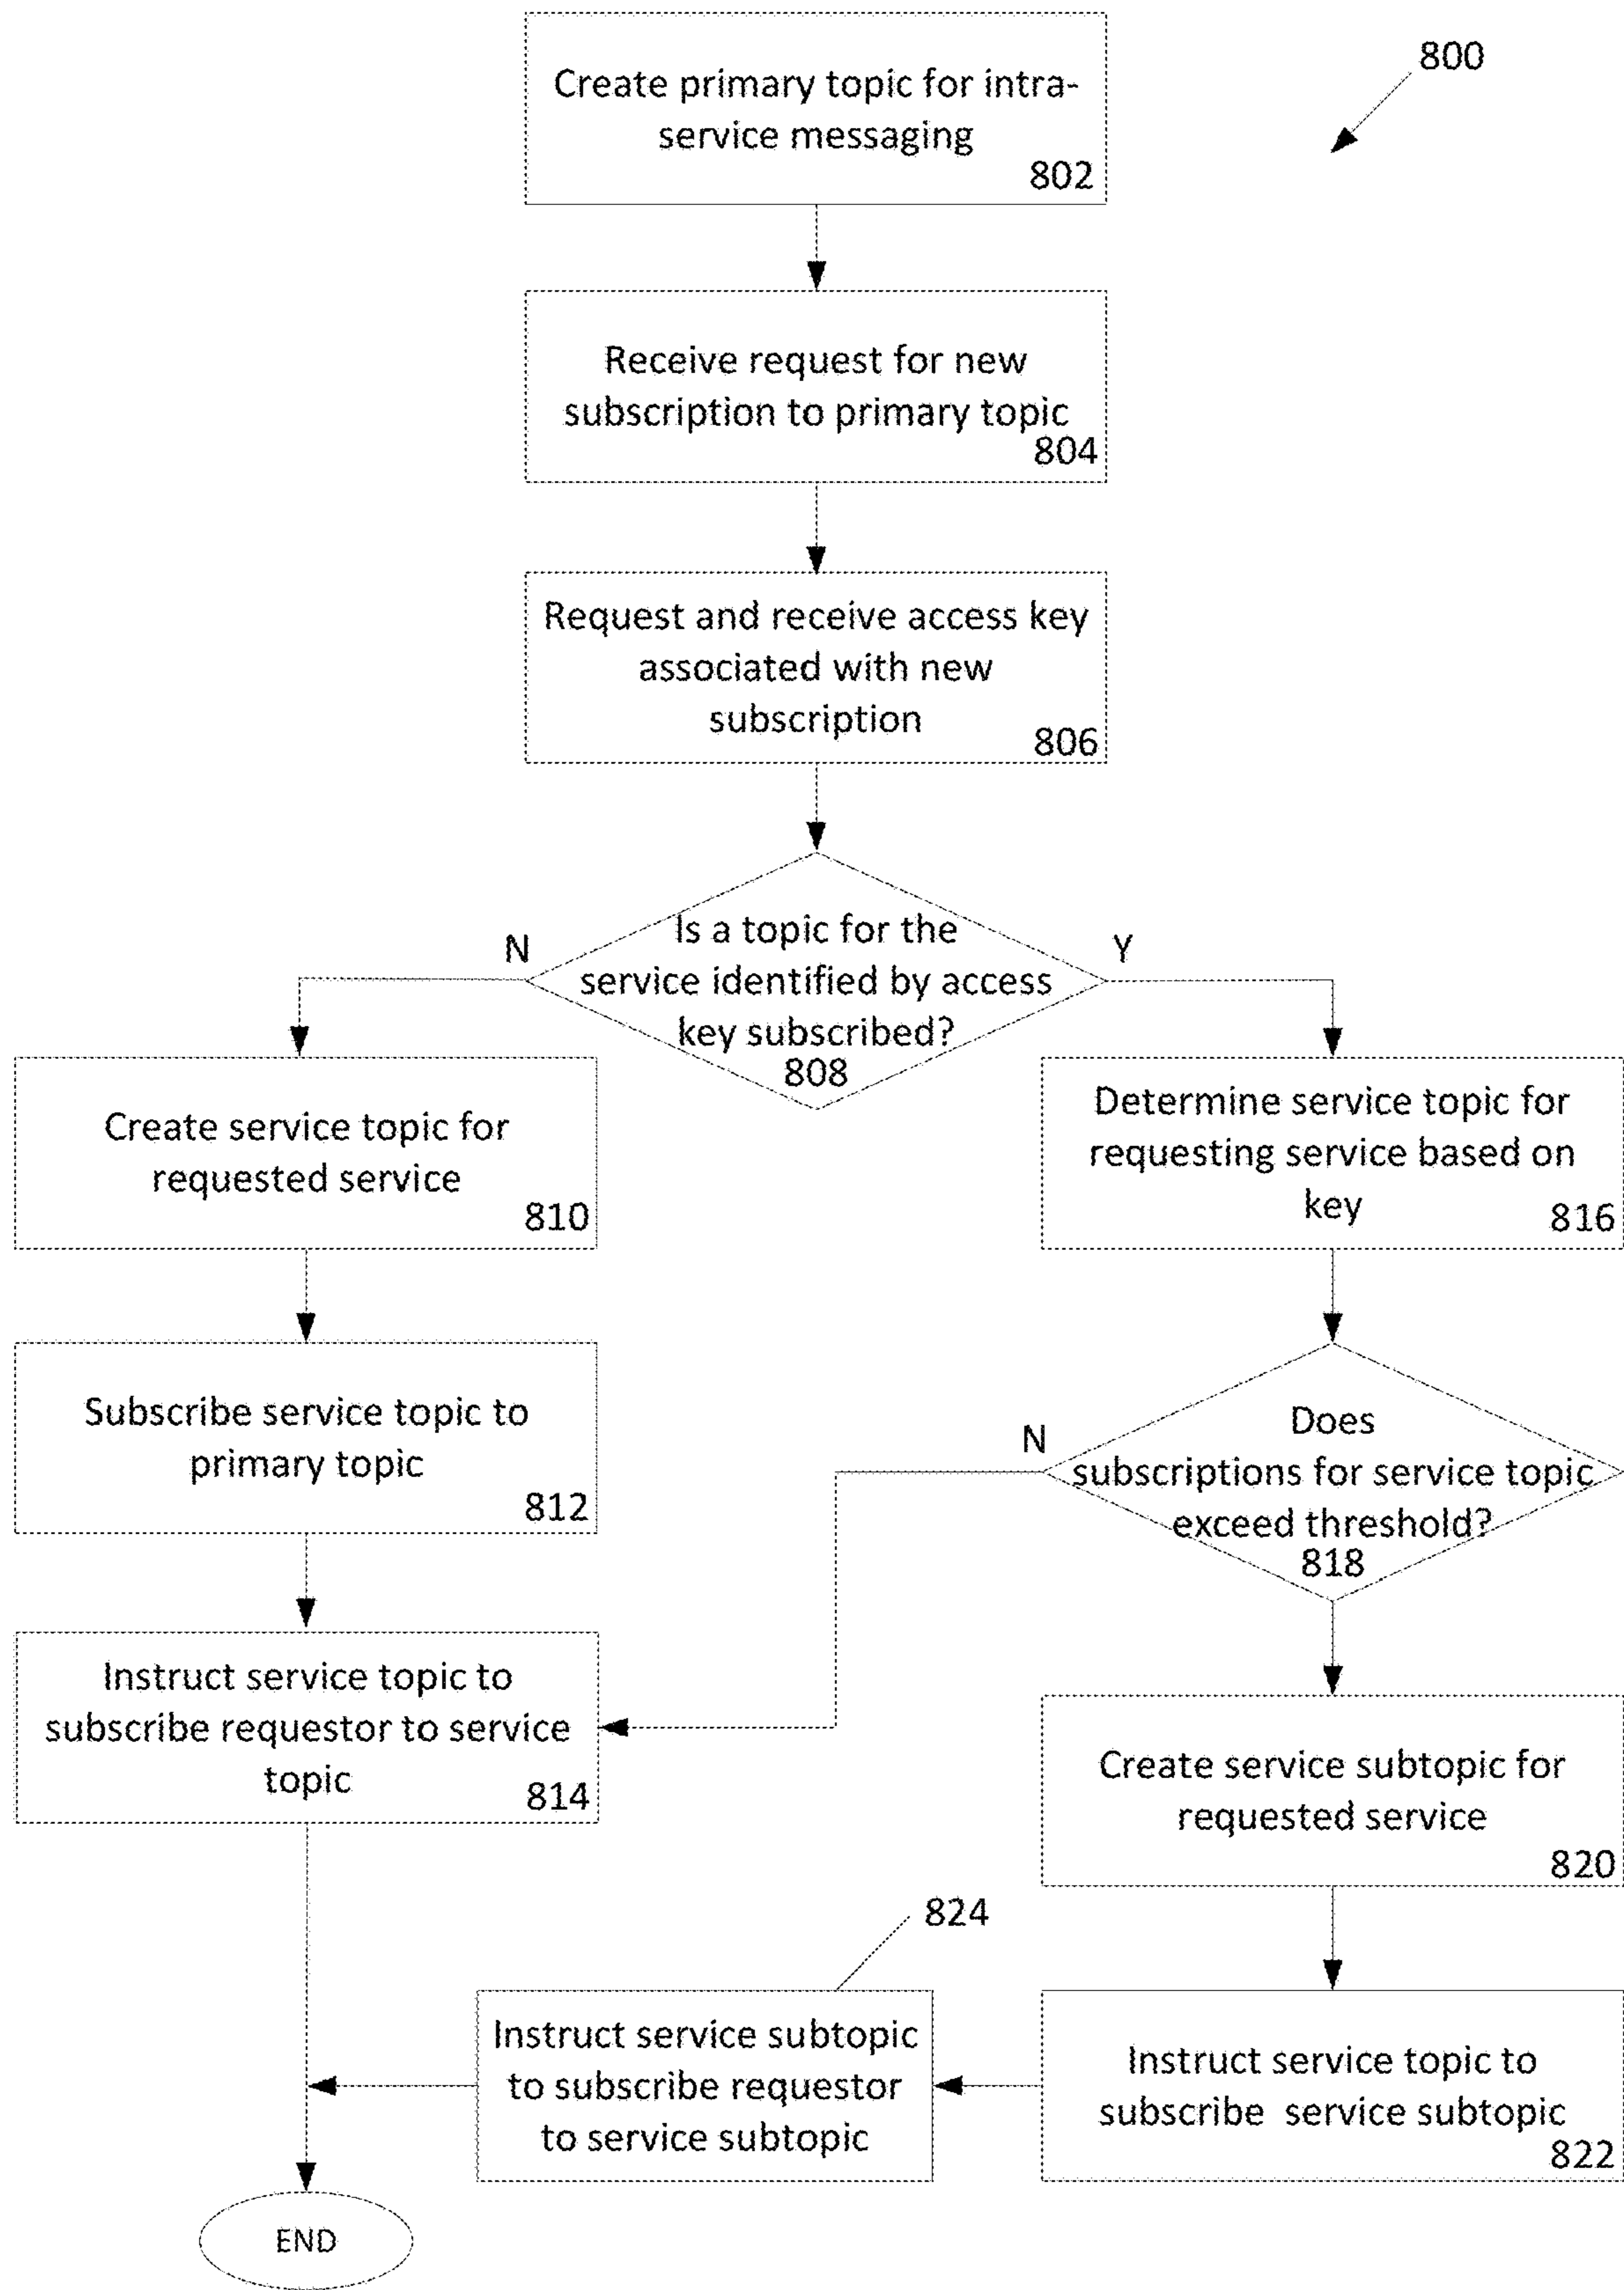 800
Create primary topic for intra-
service messaging
802
Receive request for new
subscription to primary topic
804
Request and receive access key
associated with new
subscription
806
Is a topic for the
service identified by access
key subscribed?
808
N
Y
Create service topic for
requested service
810
Determine service topic for
requesting service based on
key
816
Subscribe service topic to
primary topic
812
Does
subscriptions for service topic
exceed threshold?
818
N
Instruct service topic to
subscribe requestor to service
topic
814
Create service subtopic for
requested service
820
824
Instruct service subtopic
to subscribe requestor
to service subtopic
Instruct service topic to
subscribe service subtopic
822
END